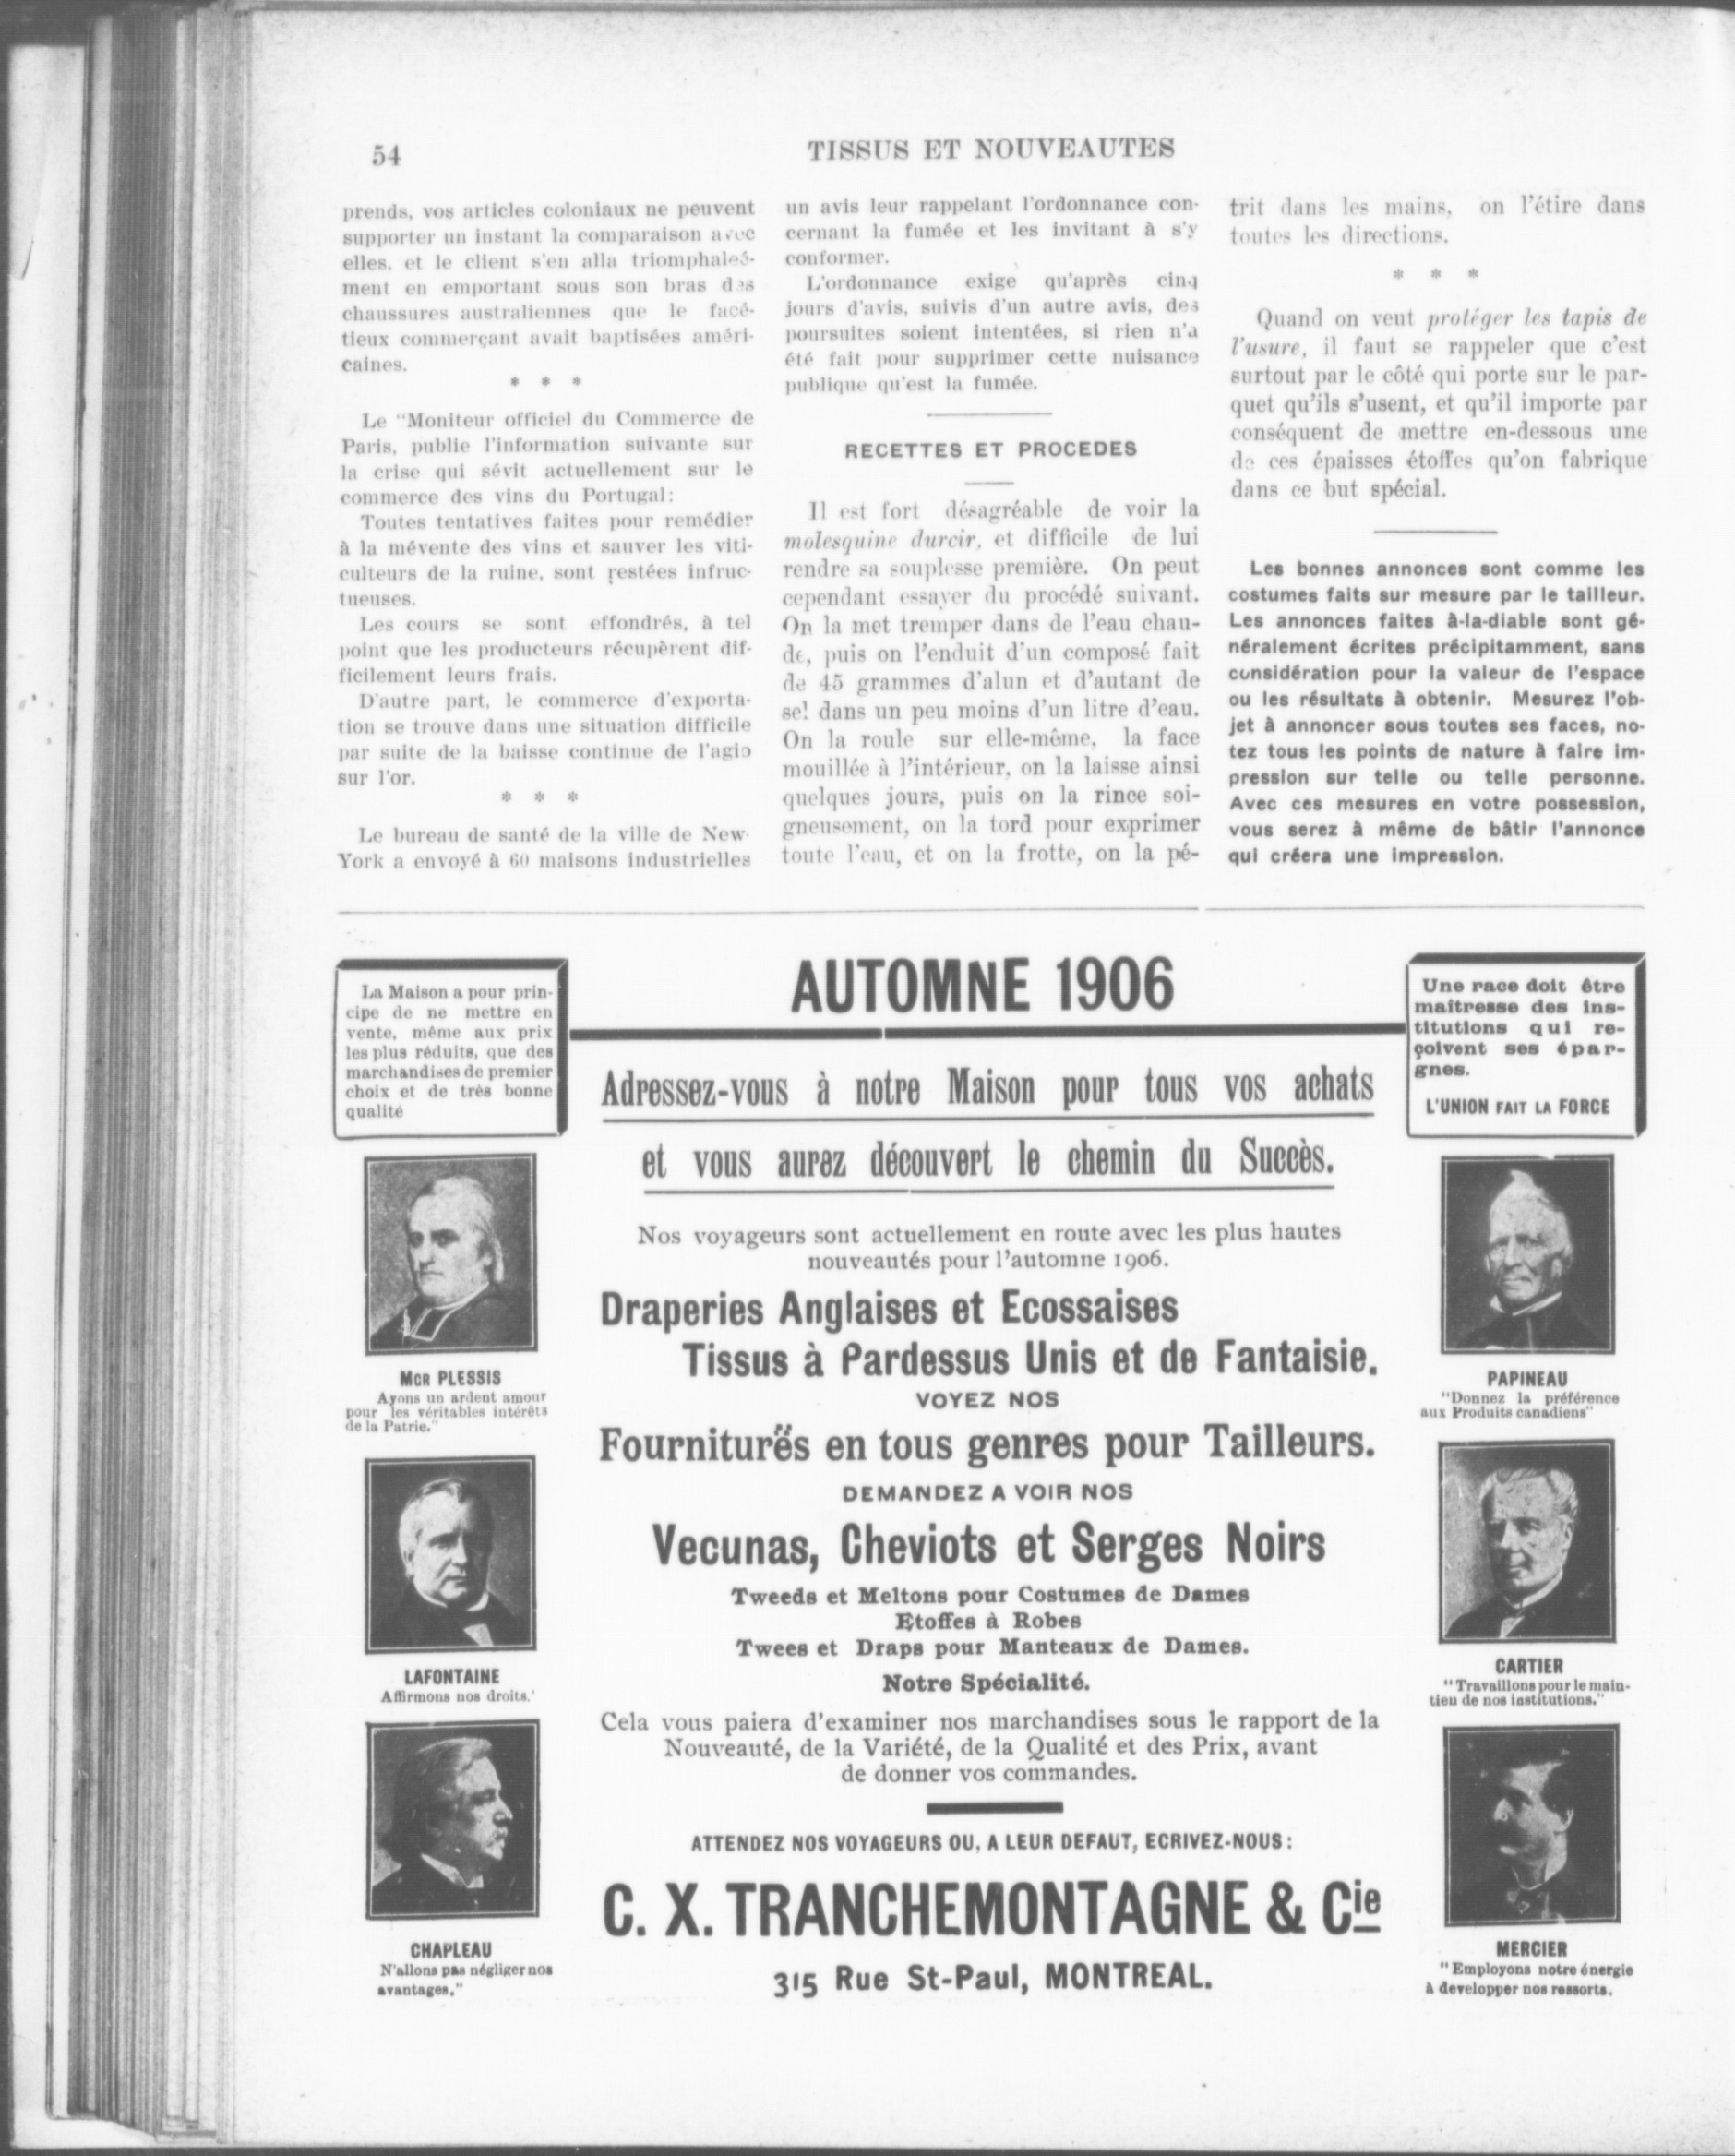 54
TISSUS ET NOUVEAUTES
prends, vos articles coloniaux ne peuvent
supporter un instant la comparaison avec
elles, et le client s'en alla triomphale-
ment en emportant sous son bras des
chaussures australiennes que le facé-
tieux commerçant avait baptisées améri-
caines.
* * *
Le "Moniteur officiel du Commerce de
Paris, publie l'information suivante sur
la crise qui sévit actuellement sur le
commerce des vins du Portugal:
Toutes tentatives faites pour remédier
à la mévente des vins et sauver les viti-
culteurs de la ruine, sont restées infruc-
tueuses.
Les cours se sont effondrés, à tel
point que les producteurs récupèrent dif-
ficilement leurs frais.
D'autre part, le commerce d'exporta-
tion se trouve dans une situation difficile
par suite de la baisse continue de l'agio
sur l'or.
* * *
Le bureau de santé de la ville de New-
York a envoyé à 60 maisons industrielles
un avis leur rappelant l'ordonnance con-
cernant la fumée et les invitant à s'y
conformer.
L'ordonnance exige qu'après cinq
jours d'avis, suivis d'un autre avis, des
poursuites soient intentées, si rien n'a
été fait pour supprimer cette nuisance
publique qu'est la fumée.
RECETTES ET PROCEDES
Il est fort désagréable de voir la
molesquine durcir, et difficile de lui
rendre sa souplesse première. On peut
cependant essayer du procédé suivant.
On la met tremper dans de l'eau chau-
de, puis on l'enduit d'un composé fait
de 45 grammes d'alun et d'autant de
sel dans un peu moins d'un litre d'eau.
On la roule sur elle-même, la face
mouillée à l'intérieur, on la laisse ainsi
quelques jours, puis on la rince soi-
gneusement, on la tord pour exprimer
toute l'eau, et on la frotte, on la pé-
trit dans les mains, on l'étire dans
toutes les directions.
* * *
Quand on veut protéger les tapis de
l'usure, il faut se rappeler que c'est
surtout par le côté qui porte sur le par-
quet qu'ils s'usent, et qu'il importe par
conséquent de mettre en-dessous une
de ces épaisses étoffes qu'on fabrique
dans ce but spécial.
Les bonnes annonces sont comme les
costumes faits sur mesure par le tailleur.
Les annonces faites à-la-diable sont gé-
néralement écrites précipitamment, sans
considération pour la valeur de l'espace
ou les résultats à obtenir. Mesurez l'ob-
jet à annoncer sous toutes ses faces, no-
tez tous les points de nature à faire im-
pression sur telle ou telle personne.
Avec ces mesures en votre possession,
vous serez à même de bâtir l'annonce
qui créera une impression.
La Maison a pour prin-
cipe de ne mettre en
vente, même aux prix
les plus réduits, que des
marchandises de premier
choix et de très bonne
qualité
MGR PLESSIS
Ayons un ardent amour
pour les véritables intérêts
de la Patrie."
LAFONTAINE
Affirmons nos droits.'
CHAPLEAU
N'allons pas négliger nos
avantages."
AUTOMNE 1906
Adressez-vous à notre Maison pour tous vos achats
et vous aurez découvert le chemin du Succès.
Nos voyageurs sont actuellement en route avec les plus hautes
nouveautés pour l'automne 1906.
Draperies Anglaises et Ecossaises
Tissus à Pardessus Unis et de Fantaisie.
VOYEZ NOS
Fournitures en tous genres pour Tailleurs.
DEMANDEZ A VOIR NOS
Vecunas, Cheviots et Serges Noirs
Tweeds et Meltons pour Costumes de Dames
Etoffes à Robes
Twees et Draps pour Manteaux de Dames.
Notre Spécialité.
Cela vous paiera d'examiner nos marchandises sous le rapport de la
Nouveauté, de la Variété, de la Qualité et des Prix, avant
de donner vos commandes.
ATTENDEZ NOS VOYAGEURS OU, A LEUR DEFAUT, ECRIVEZ-NOUS:
C. X. TRANCHEMONTAGNE & Cie
315 Rue St-Paul, MONTREAL.
Une race doit être
maîtresse des ins-
titutions qui re-
çoivent ses épar-
gnes.
L'UNION FAIT LA FORCE
PAPINEAU
"Donnez la préférence
aux Produits canadiens"
CARTIER
"Travaillons pour le main-
tien de nos institutions."
MERCIER
"Employons notre énergie
à developper nos ressorts.